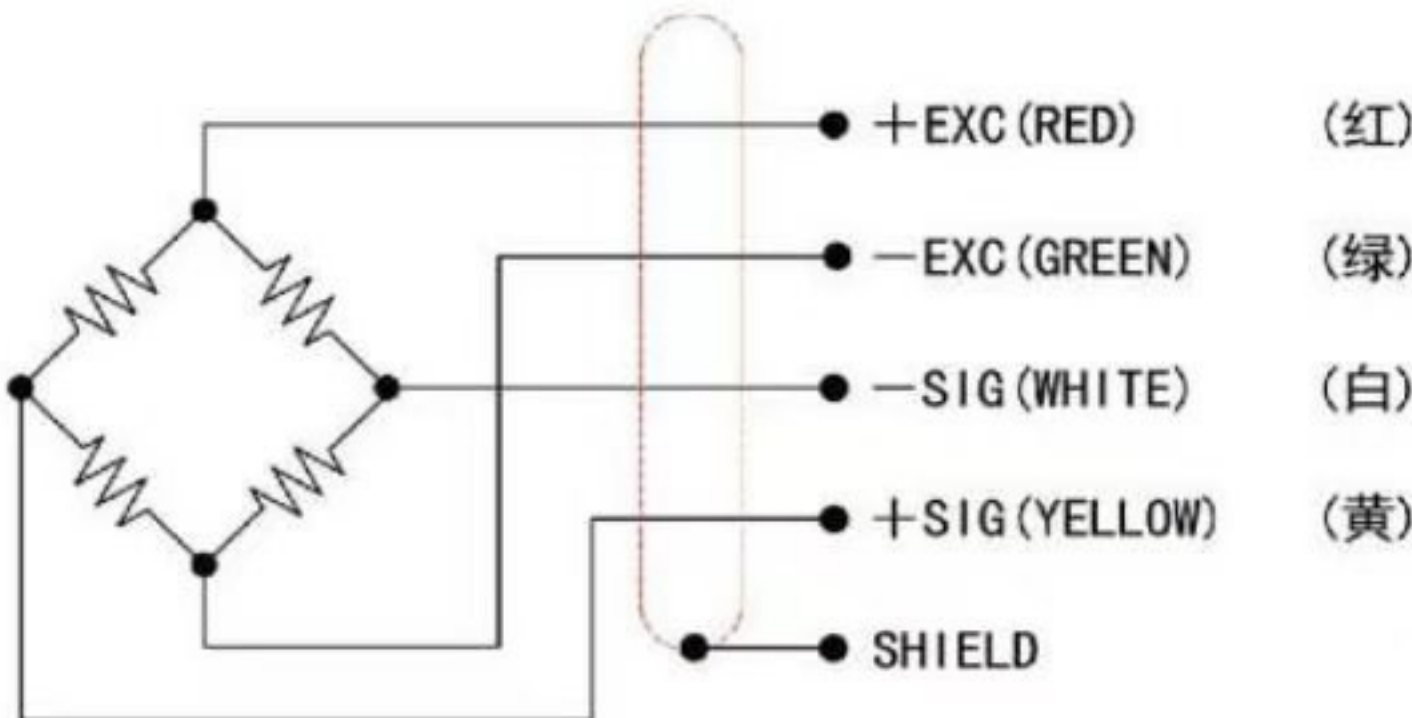 +EXC(RED) (红)
-EXC(GREEN) (绿)
-SIG(WHITE) (白)
+SIG(YELLOW) (黄)
SHIELD